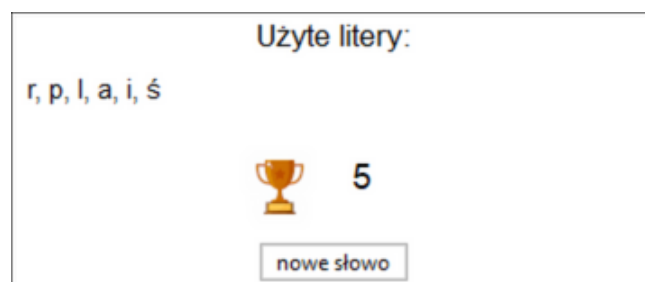 Użyte litery:
r, p, l, a, i, ś
5
nowe słowo